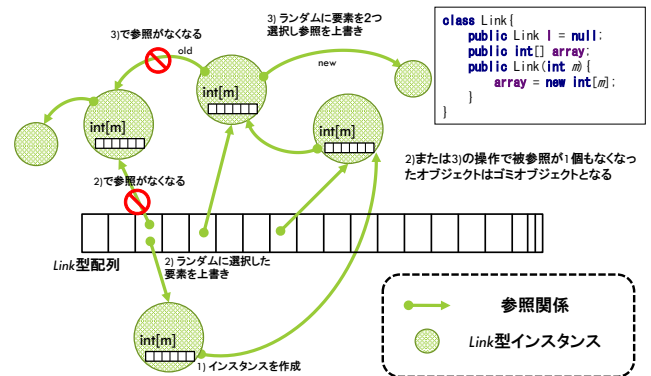 3)で参照がなくなる
old
3) ランダムに要素を2つ
選択し参照を上書き
new
class Link{
public Link l = null;
public int[] array;
public Link(int m){
array = new int[m];
}
}
int[m]
int[m]
int[m]
2)または3)の操作で被参照が1個もなくなっ
たオブジェクトはゴミオブジェクトとなる
2)で参照がなくなる
Link型配列
2) ランダムに選択した
要素を上書き
int[m]
1) インスタンスを作成
参照関係
Link型インスタンス